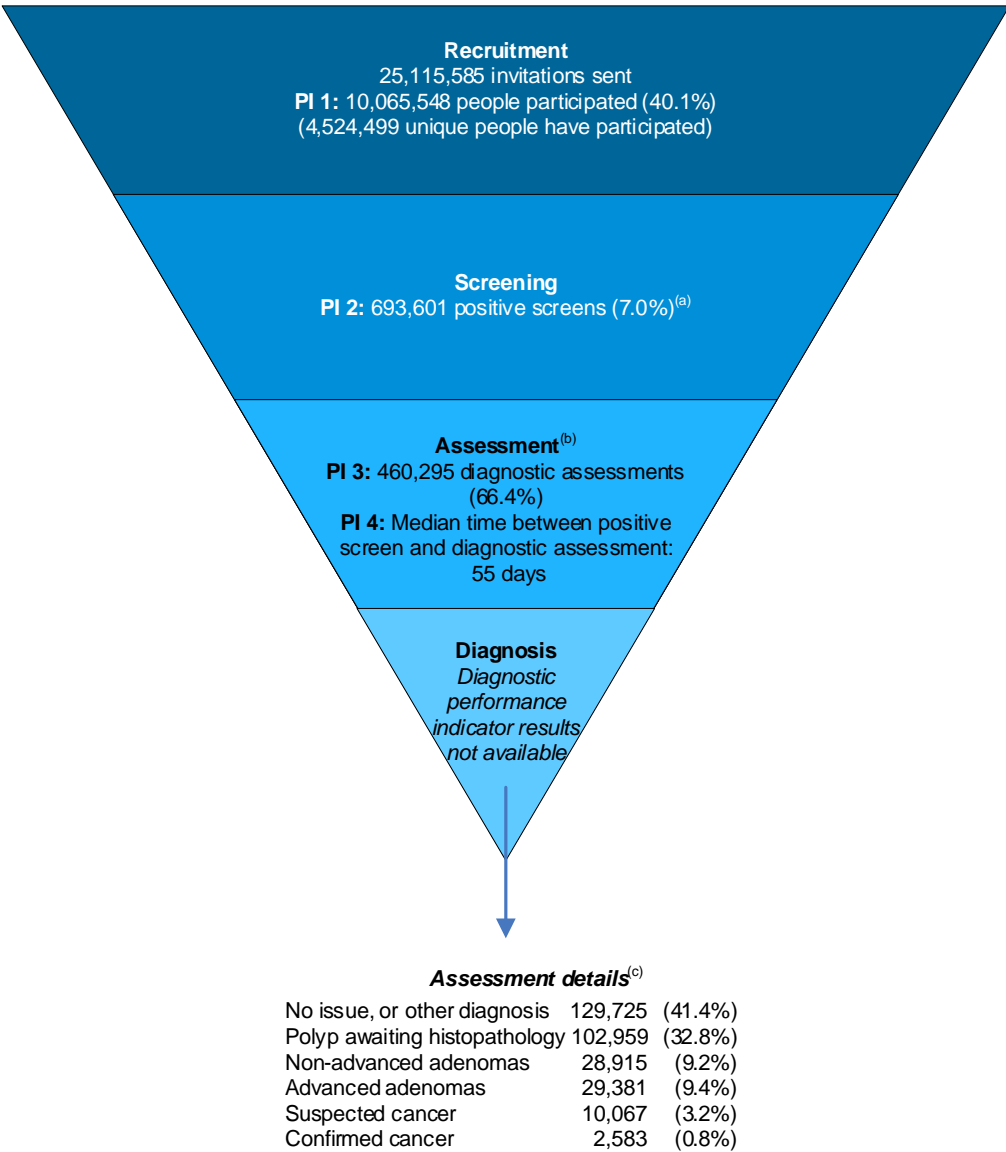 Recruitment
25,115,585 invitations sent
PI 1: 10,065,548 people participated (40.1%)
(4,524,499 unique people have participated)
Screening
PI 2: 693,601 positive screens (7.0%)(a)
Assessment(b)
PI 3: 460,295 diagnostic assessments
(66.4%)
PI 4: Median time between positive
screen and diagnostic assessment:
55 days
Diagnosis
Diagnostic
performance
indicator results
not available
Assessment details(c)
No issue, or other diagnosis 129,725 (41.4%)
Polyp awaiting histopathology 102,959 (32.8%)
Non-advanced adenomas 28,915 (9.2%)
Advanced adenomas 29,381 (9.4%)
Suspected cancer 10,067 (3.2%)
Confirmed cancer 2,583 (0.8%)